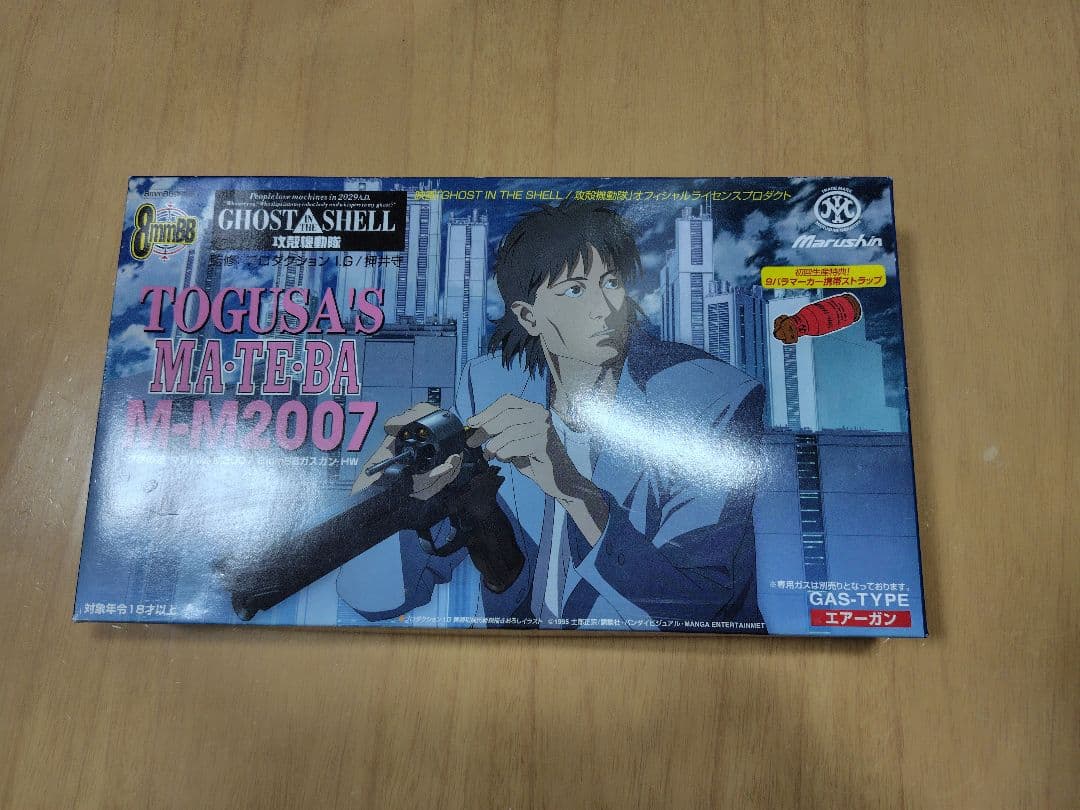 8mmBB
People love machines in 2029 A.D.
GHOST IN THE SHELL
攻殻機動隊
監修:プロダクション I.G / 押井守
映画「GHOST IN THE SHELL / 攻殻機動隊」オフィシャルライセンスプロダクト
TRADE MARK
Marushin
初回生産特典!
9パラマーカー携帯ストラップ
TOGUSA'S
MA・TE・BA
M-M2007
ガスガン・HW
対象年令18才以上
©1995 士郎正宗/講談社・バンダイビジュアル・MANGA ENTERTAINMET
※専用ガスは別売りとなっております。
GAS-TYPE
エアーガン